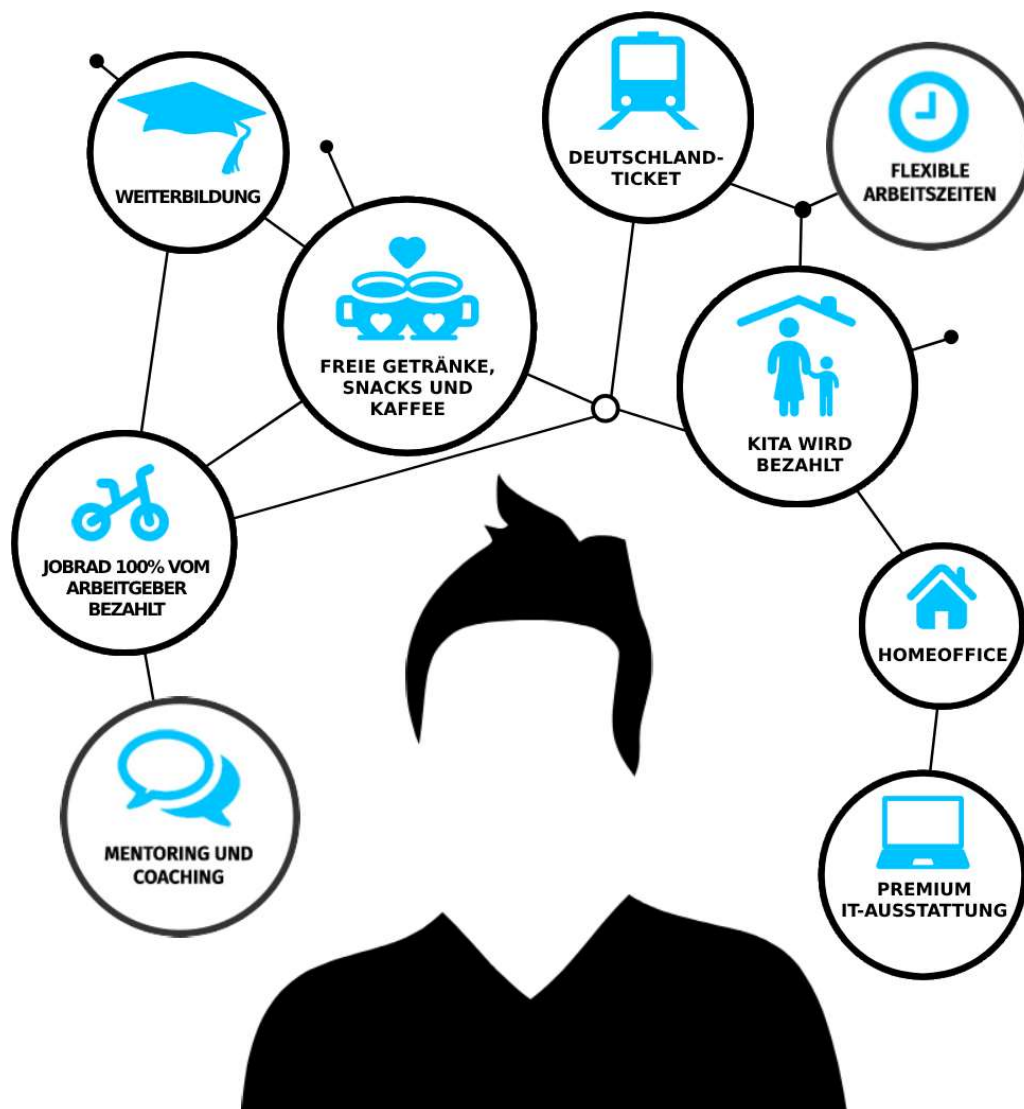 WEITERBILDUNG
DEUTSCHLAND-
TICKET
FLEXIBLE
ARBEITSZEITEN
FREIE GETRÄNKE,
SNACKS UND
KAFFEE
KITA WIRD
BEZAHLT
JOBRAD 100% VOM
ARBEITGEBER
BEZAHLT
HOMEOFFICE
MENTORING UND
COACHING
PREMIUM
IT-AUSSTATTUNG